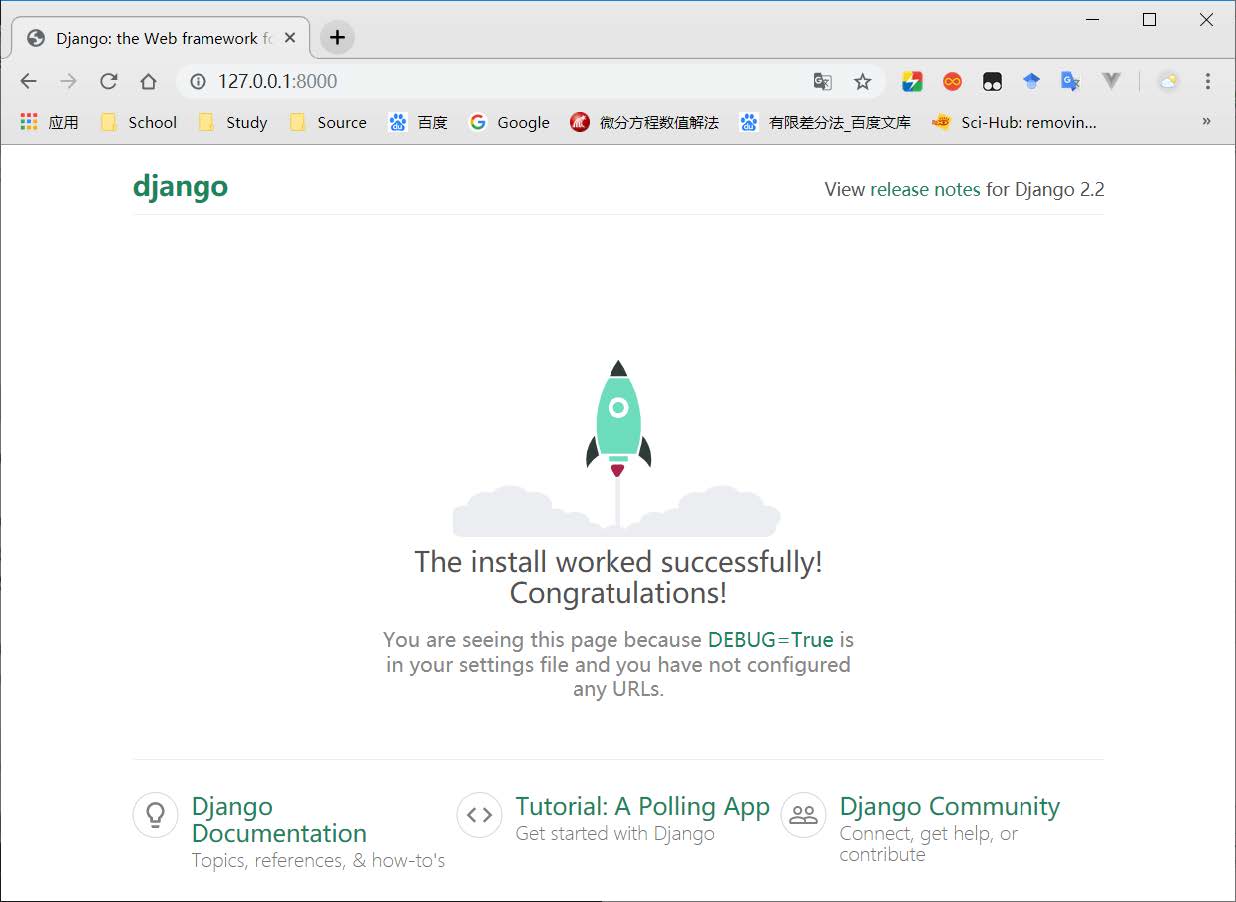 Django: the Web framework fo
127.0.0.1:8000
应用 School Study Source 百度 Google 微分方程数值解法 有限差分法_百度文库 Sci-Hub: removin... »
django
View release notes for Django 2.2
The install worked successfully!
Congratulations!
You are seeing this page because DEBUG=True is
in your settings file and you have not configured
any URLs.
Django
Documentation
Topics, references, & how-to's
Tutorial: A Polling App
Get started with Django
Django Community
Connect, get help, or
contribute